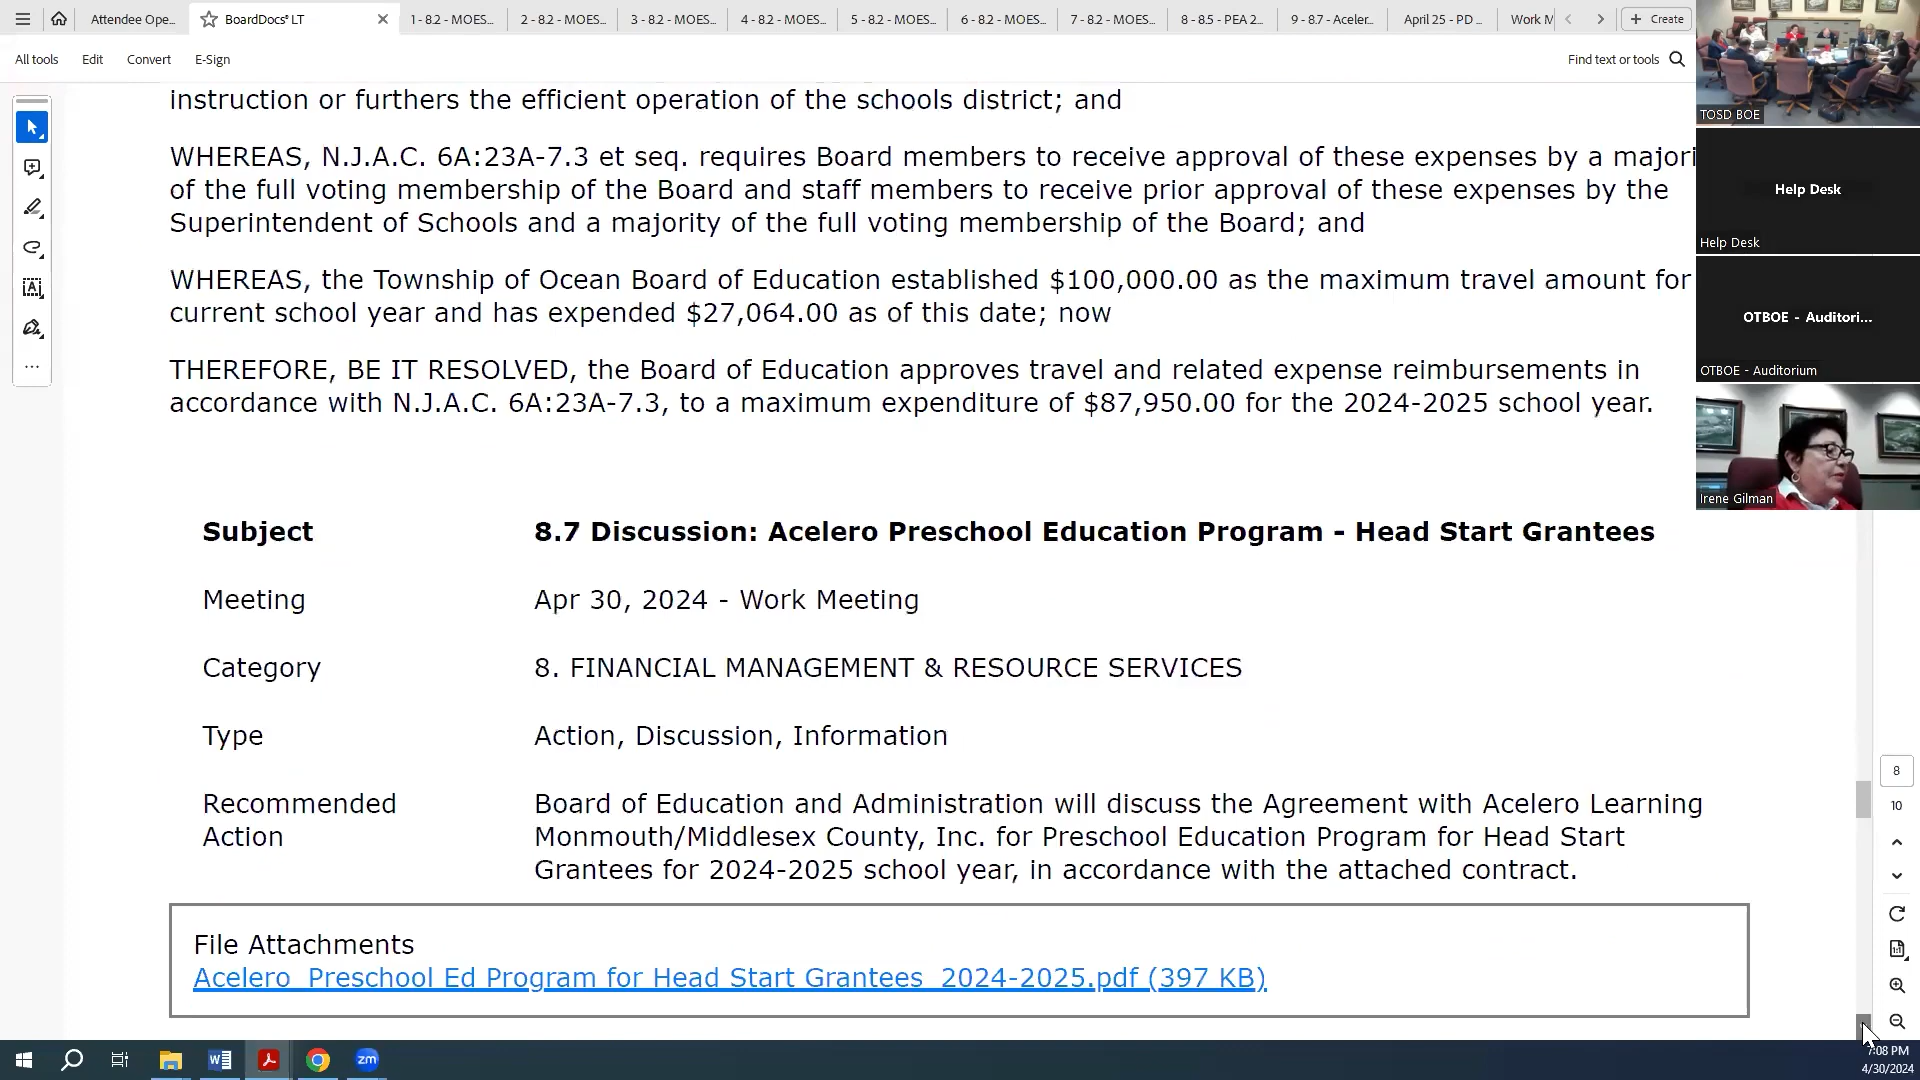 Attendee Ope...
BoardDocs® LT
1 - 8.2 - MOES...
2 - 8.2 - MOES...
3 - 8.2 - MOES...
4 - 8.2 - MOES...
5 - 8.2 - MOES...
6 - 8.2 - MOES...
7 - 8.2 - MOES...
8 - 8.5 - PEA 2...
9 - 8.7 - Aceler...
April 25 - PD ...
Work M
Create
All tools
Edit
Convert
E-Sign
Find text or tools
instruction or furthers the efficient operation of the schools district; and
WHEREAS, N.J.A.C. 6A:23A-7.3 et seq. requires Board members to receive approval of these expenses by a majori
of the full voting membership of the Board and staff members to receive prior approval of these expenses by the
Superintendent of Schools and a majority of the full voting membership of the Board; and
WHEREAS, the Township of Ocean Board of Education established $100,000.00 as the maximum travel amount for
current school year and has expended $27,064.00 as of this date; now
THEREFORE, BE IT RESOLVED, the Board of Education approves travel and related expense reimbursements in
accordance with N.J.A.C. 6A:23A-7.3, to a maximum expenditure of $87,950.00 for the 2024-2025 school year.
Subject 8.7 Discussion: Acelero Preschool Education Program - Head Start Grantees
Meeting Apr 30, 2024 - Work Meeting
Category 8. FINANCIAL MANAGEMENT & RESOURCE SERVICES
Type Action, Discussion, Information
Recommended Board of Education and Administration will discuss the Agreement with Acelero Learning
Action Monmouth/Middlesex County, Inc. for Preschool Education Program for Head Start
Grantees for 2024-2025 school year, in accordance with the attached contract.
File Attachments
Acelero_Preschool Ed Program for Head Start Grantees_2024-2025.pdf (397 KB)
TOSD BOE
Help Desk
Help Desk
OTBOE - Auditori...
OTBOE - Auditorium
Irene Gilman
8
10
zm
7:08 PM
4/30/2024